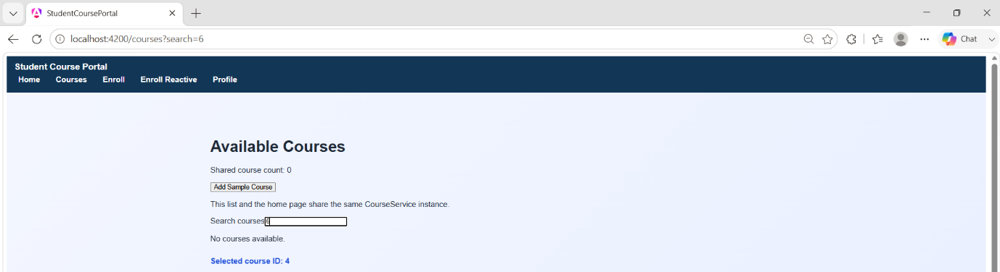 StudentCoursePortal
localhost:4200/courses?search=6
Chat
Student Course Portal
Home Courses Enroll Enroll Reactive Profile
Available Courses
Shared course count: 0
Add Sample Course
This list and the home page share the same CourseService instance.
Search courses 6
No courses available.
Selected course ID: 4